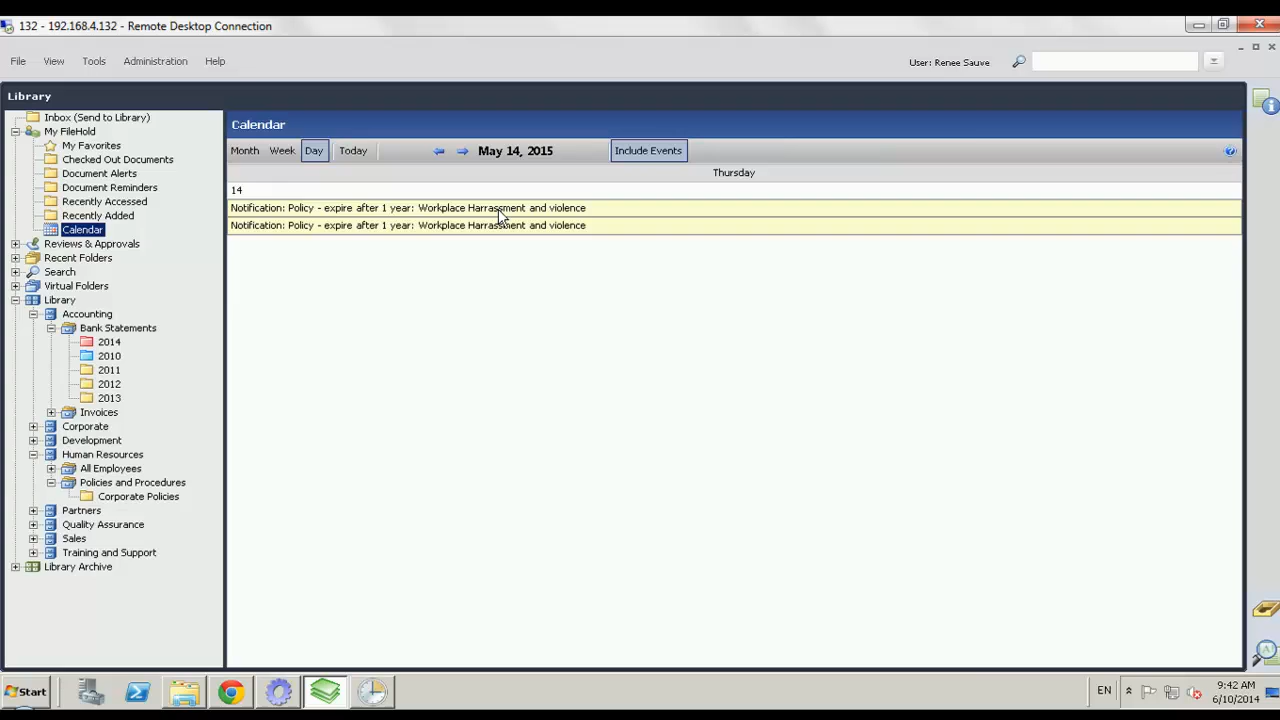 132 - 192.168.4.132 - Remote Desktop Connection
File View Tools Administration Help
User: Renee Sauve
Library
Inbox (Send to Library)
My FileHold
My Favorites
Checked Out Documents
Document Alerts
Document Reminders
Recently Accessed
Recently Added
Calendar
Reviews & Approvals
Recent Folders
Search
Virtual Folders
Library
Accounting
Bank Statements
2014
2010
2011
2012
2013
Invoices
Corporate
Development
Human Resources
All Employees
Policies and Procedures
Corporate Policies
Partners
Quality Assurance
Sales
Training and Support
Library Archive
Calendar
Month Week Day Today May 14, 2015 Include Events
Thursday
14
Notification: Policy - expire after 1 year: Workplace Harrassment and violence
Notification: Policy - expire after 1 year: Workplace Harrassment and violence
Start
EN
9:42 AM
6/10/2014